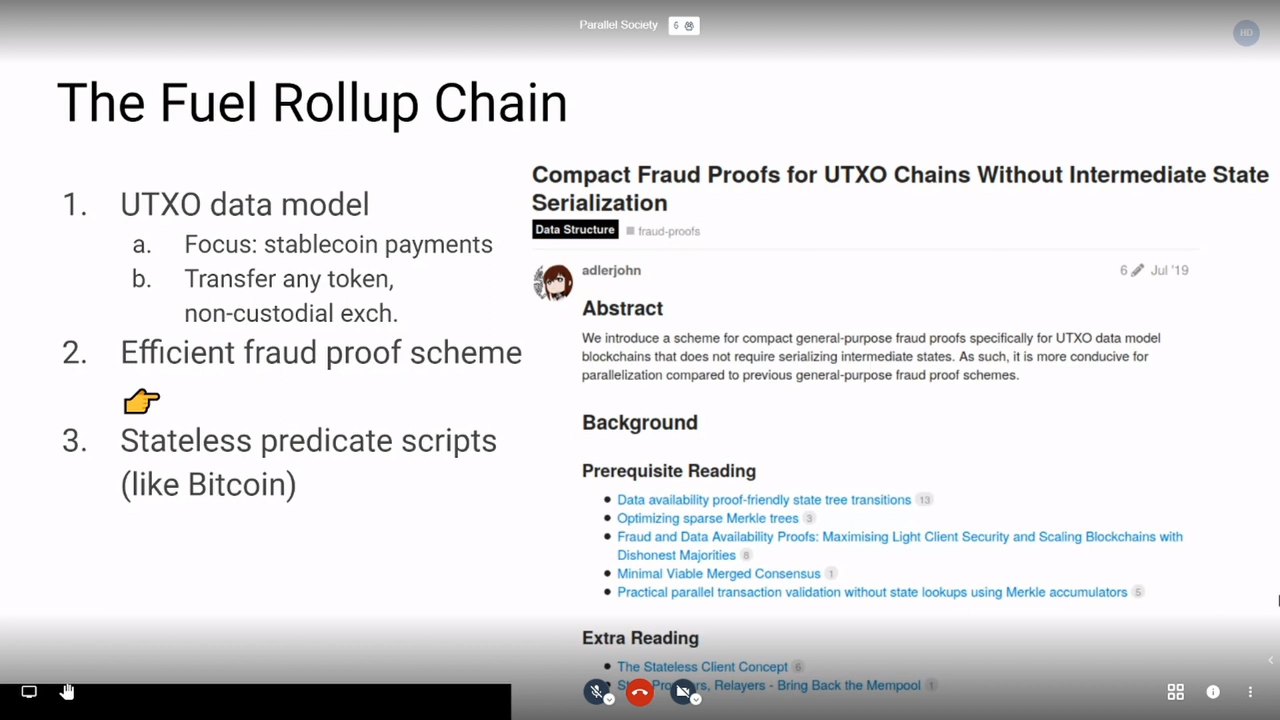 Parallel Society 6
HD
The Fuel Rollup Chain
1. UTXO data model
a. Focus: stablecoin payments
b. Transfer any token,
non-custodial exch.
2. Efficient fraud proof scheme
👉
3. Stateless predicate scripts
(like Bitcoin)
Compact Fraud Proofs for UTXO Chains Without Intermediate State
Serialization
Data Structure fraud-proofs
adlerjohn 6 Jul '19
Abstract
We introduce a scheme for compact general-purpose fraud proofs specifically for UTXO data model
blockchains that does not require serializing intermediate states. As such, it is more conducive for
parallelization compared to previous general-purpose fraud proof schemes.
Background
Prerequisite Reading
• Data availability proof-friendly state tree transitions 13
• Optimizing sparse Merkle trees 3
• Fraud and Data Availability Proofs: Maximising Light Client Security and Scaling Blockchains with
Dishonest Majorities 8
• Minimal Viable Merged Consensus 1
• Practical parallel transaction validation without state lookups using Merkle accumulators 5
Extra Reading
• The Stateless Client Concept 6
Relayers - Bring Back the Mempool 1